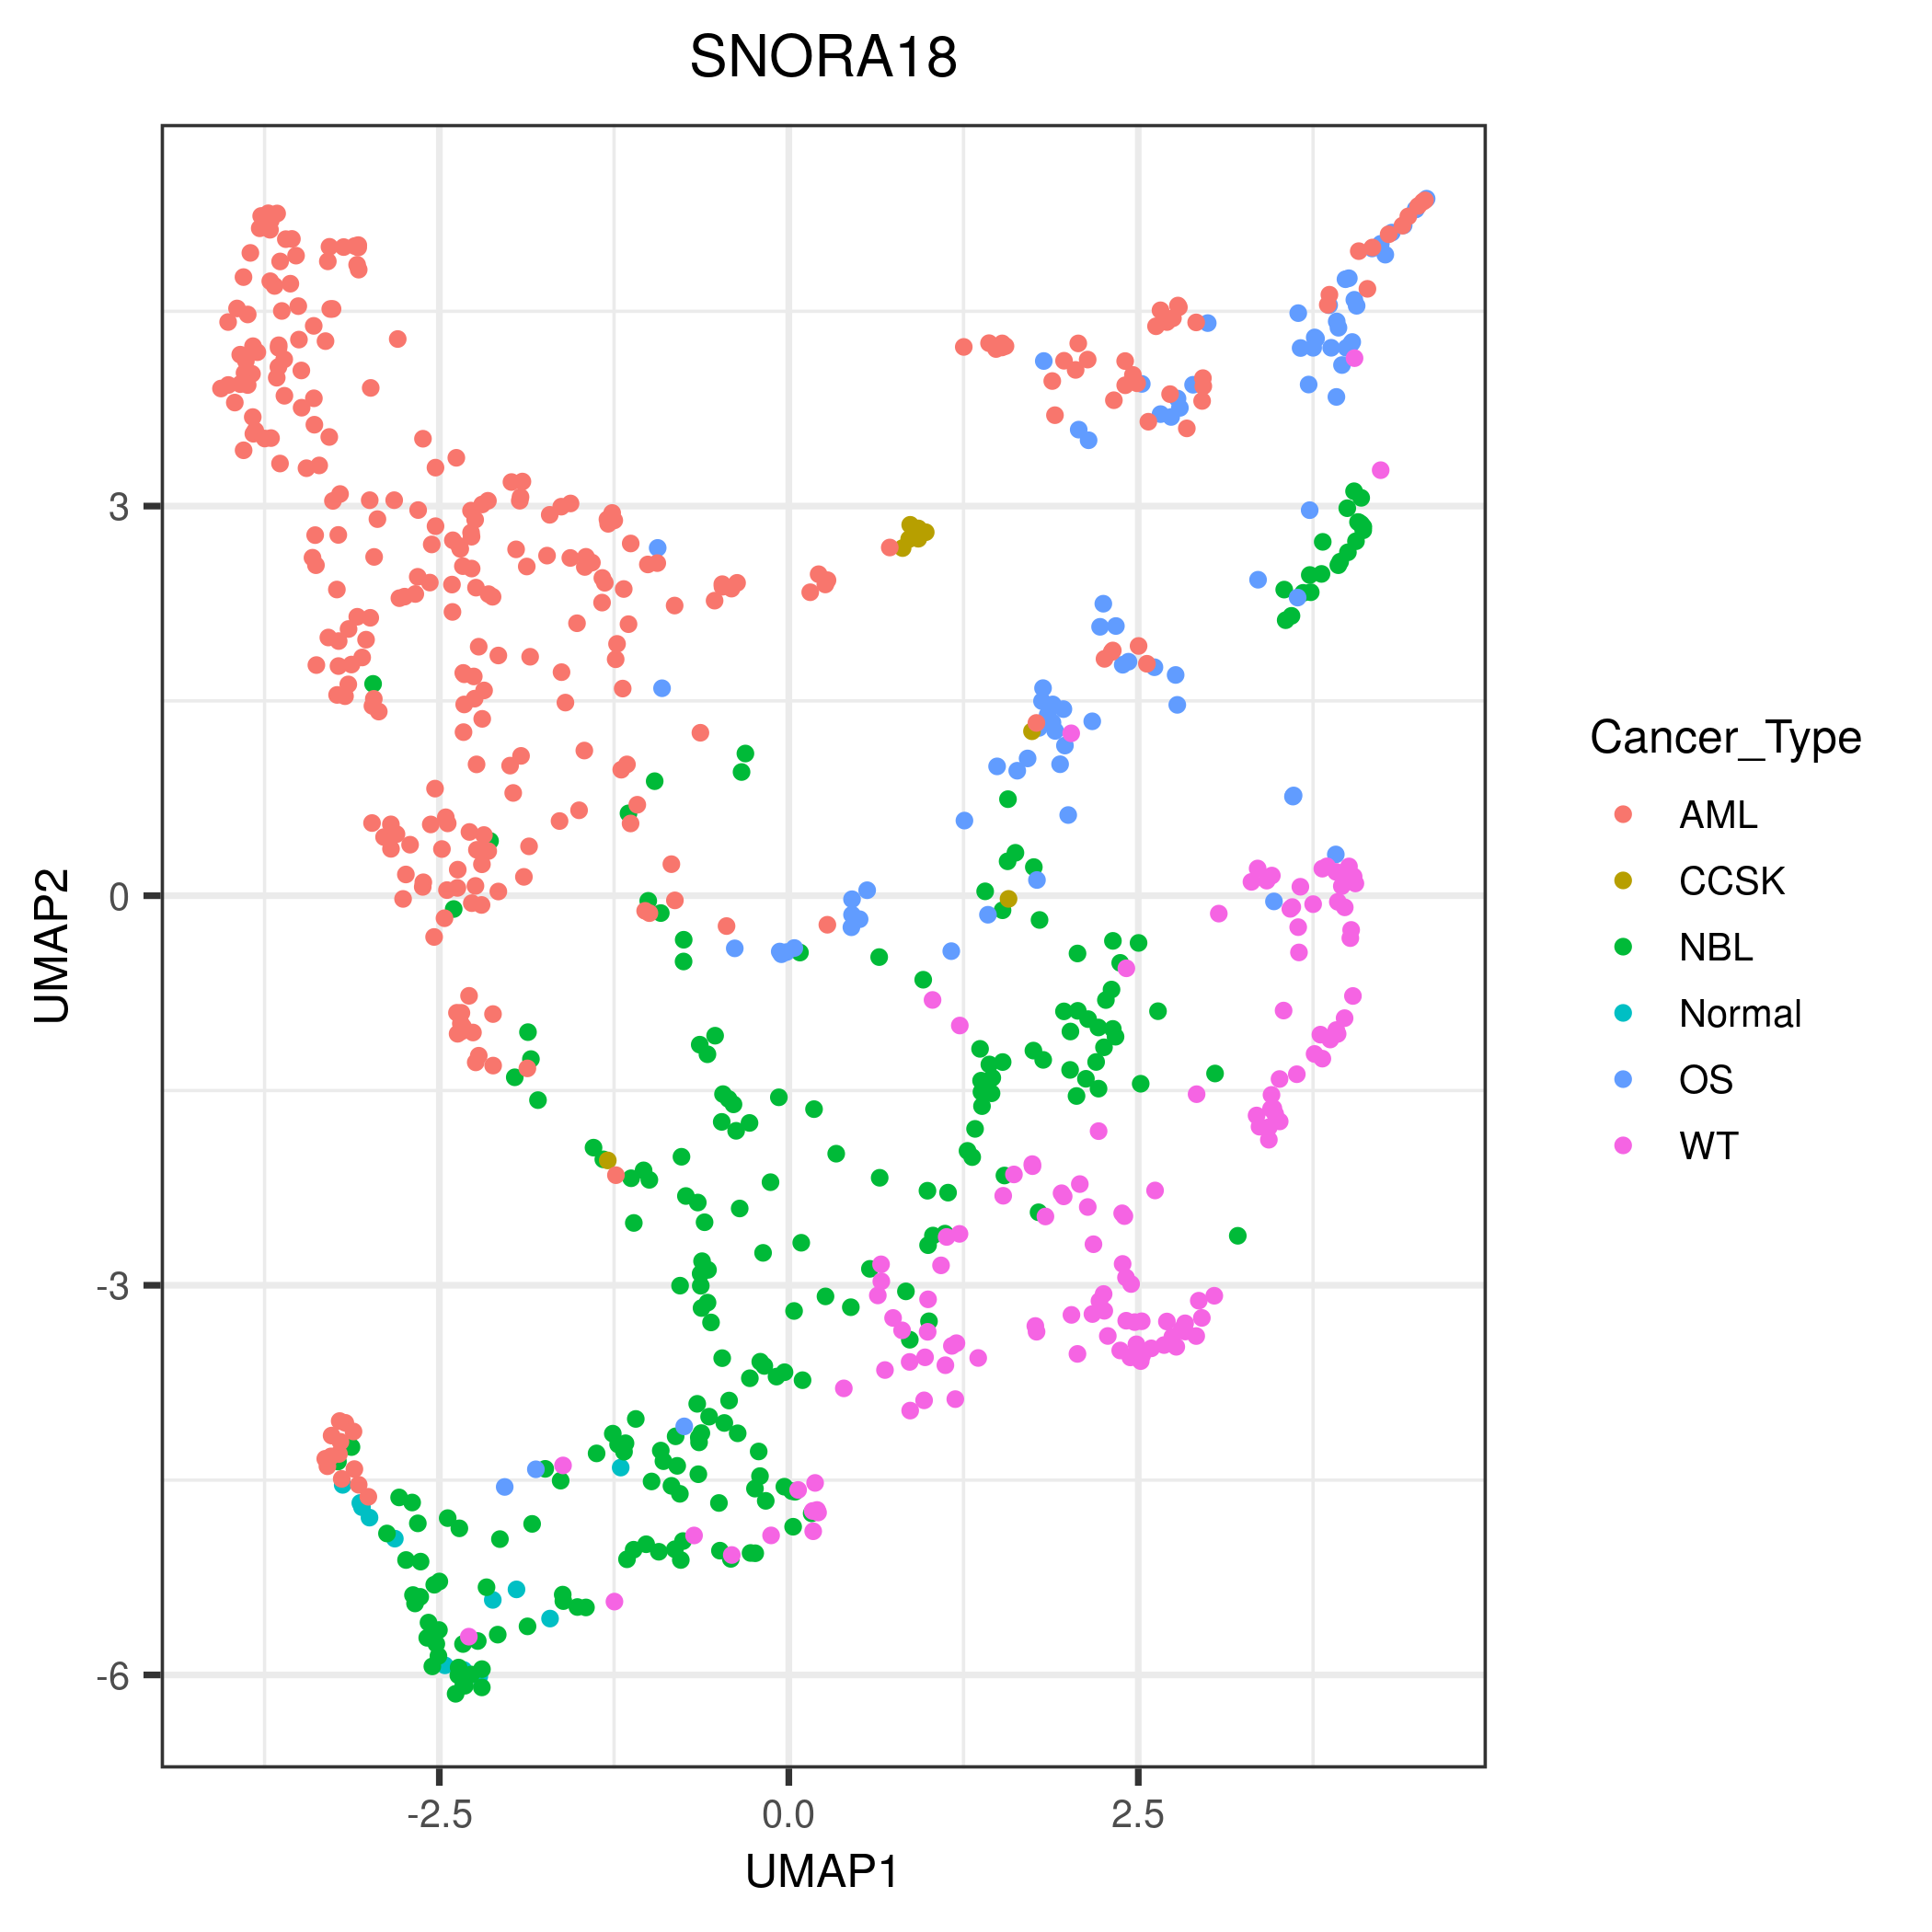 SNORA18
3
0
-3
-6
UMAP2
-2.5
0.0
2.5
UMAP1
Cancer_Type
AML
CCSK
NBL
Normal
OS
WT